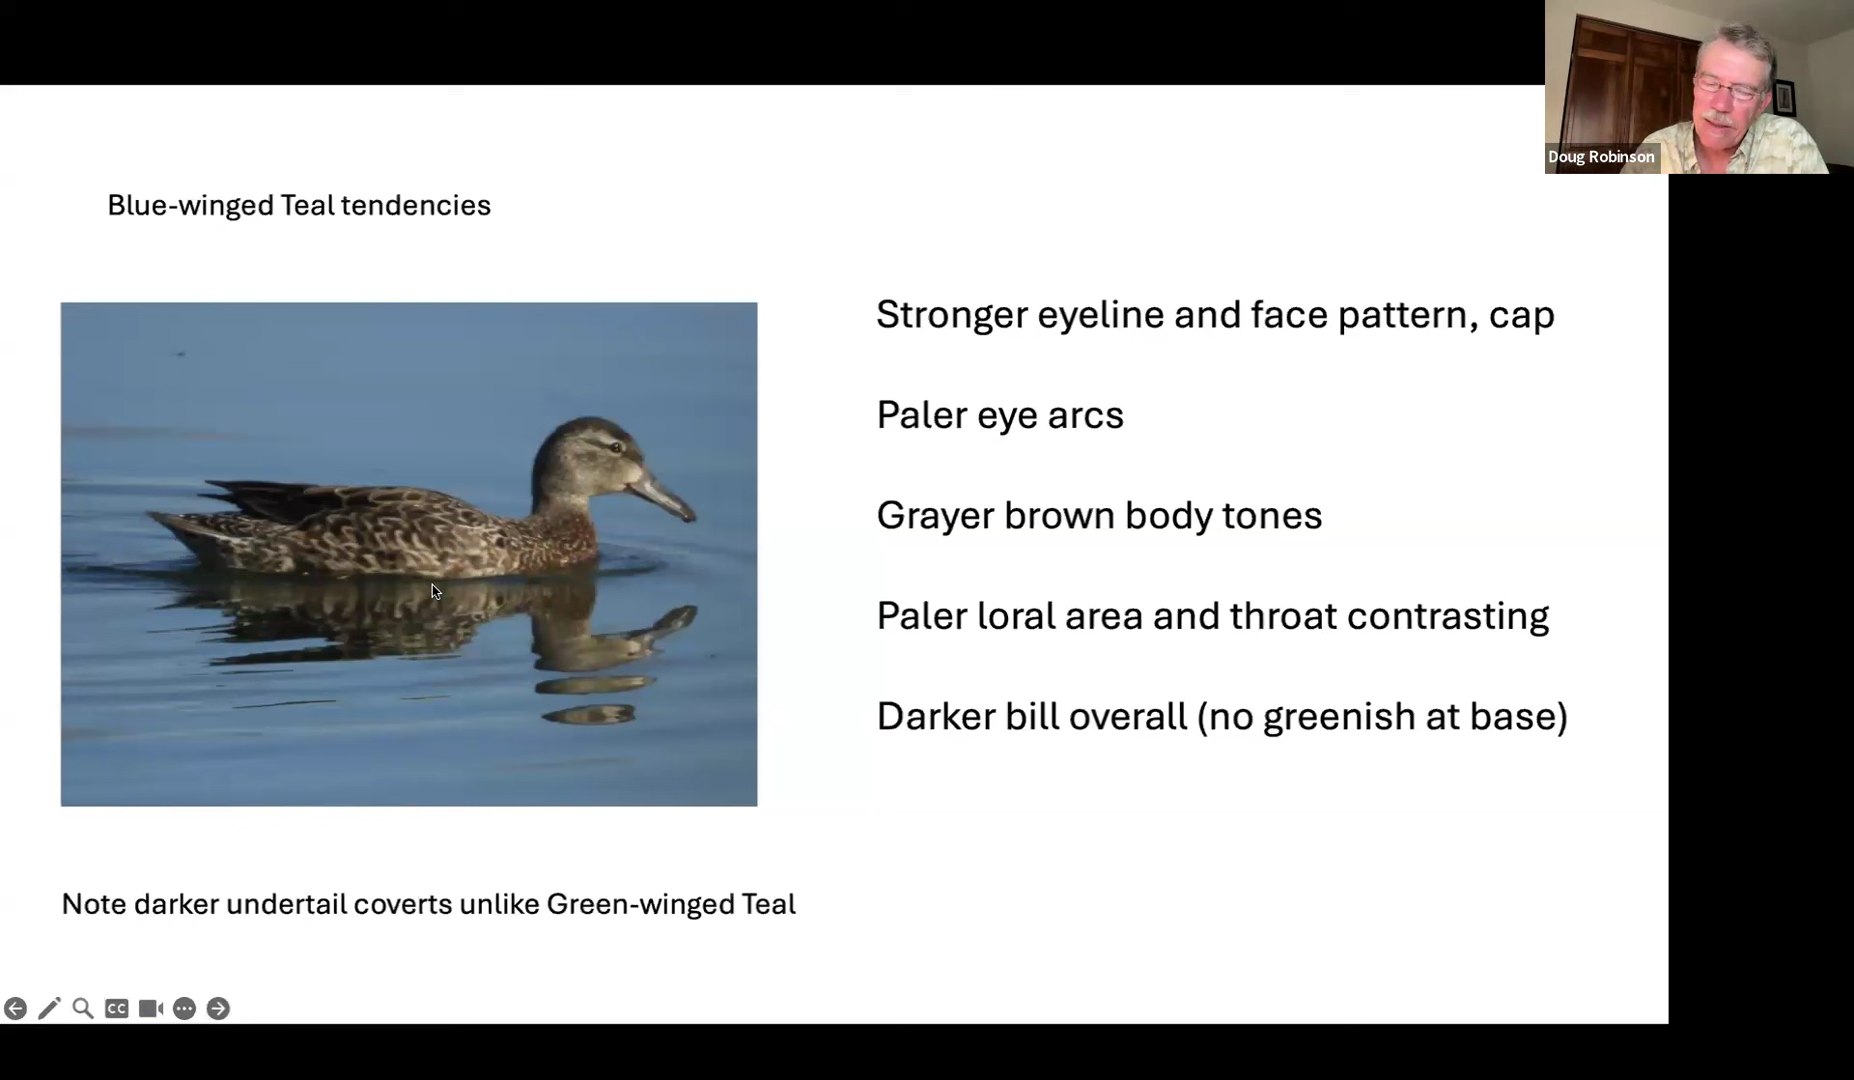 Doug Robinson
Blue-winged Teal tendencies
Stronger eyeline and face pattern, cap
Paler eye arcs
Grayer brown body tones
Paler loral area and throat contrasting
Darker bill overall (no greenish at base)
Note darker undertail coverts unlike Green-winged Teal
CC